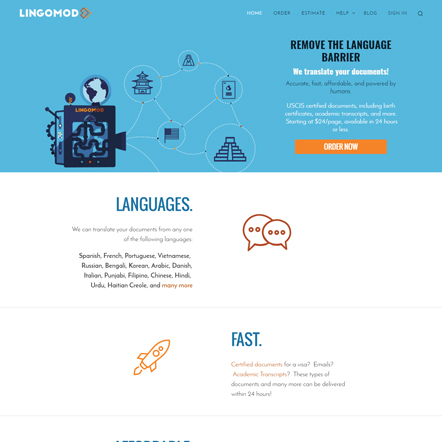 LINGOMOD
HOME ORDER ESTIMATE HELP BLOG SIGN IN
REMOVE THE LANGUAGE
BARRIER
We translate your documents!
Accurate, fast, affordable, and powered by
humans.
USCIS certified documents, including birth
certificates, academic transcripts, and more.
Starting at $24/page, available in 24 hours
or less.
ORDER NOW
LINGOMOD
LANGUAGES.
We can translate your documents from any one
of the following languages:
Spanish, French, Portuguese, Vietnamese,
Russian, Bengali, Korean, Arabic, Danish,
Italian, Punjabi, Filipino, Chinese, Hindi,
Urdu, Haitian Creole, and many more
FAST.
Certified documents for a visa? Emails?
Academic Transcripts? These types of
documents and many more can be delivered
within 24 hours!